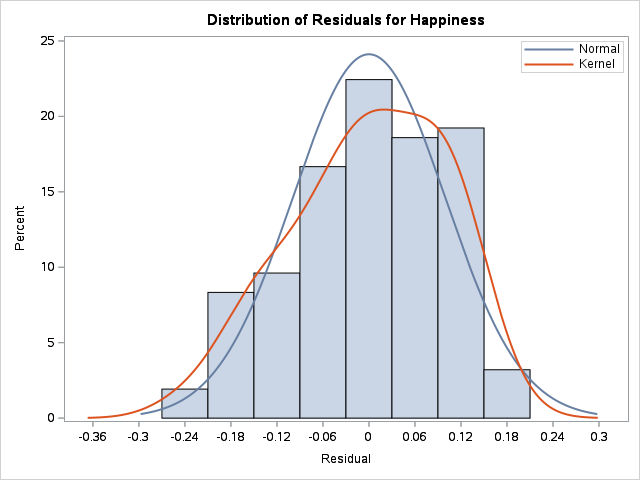 Distribution of Residuals for Happiness
25
20
15
10
5
0
Percent
Normal
Kernel
-0.36 -0.3 -0.24 -0.18 -0.12 -0.06 0 0.06 0.12 0.18 0.24 0.3
Residual